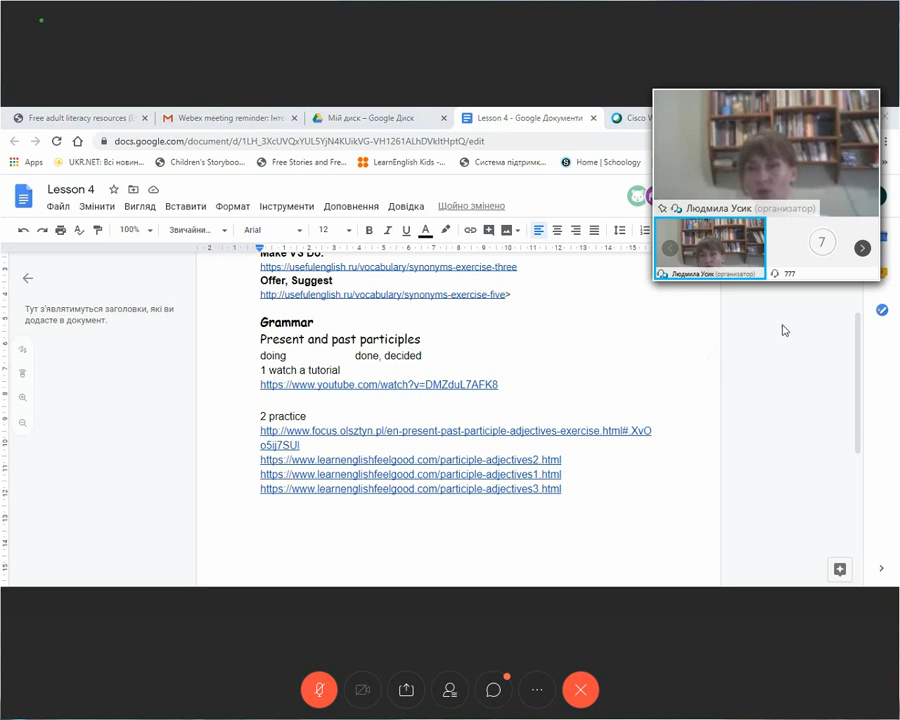 Free adult literacy resources (E
Webex meeting reminder: Inte
Мій диск – Google Диск
Lesson 4 - Google Документи
Cisco
docs.google.com/document/d/1LH_3XcUVQxYUL5YjN4KUikVG-VH1261ALhDVkItHptQ/edit
Apps
UKR.NET: Всі новин...
Children's Storyboo...
Free Stories and Fre...
LearnEnglish Kids -...
Система підтримк...
Home | Schoology
Lesson 4
Змінити
Вигляд
Вставити
Формат
Інструменти
Доповнення
Довідка
Щойно змінено
100%
Звичайни...
Arial
12
Людмила Усик (організатор)
Людмила Усик (організатор)
7
777
Тут з'являтимуться заголовки, які ви
додасте в документ.
Make VS Do:
https://usefulenglish.ru/vocabulary/synonyms-exercise-three
Offer, Suggest
http://usefulenglish.ru/vocabulary/synonyms-exercise-five>
Grammar
Present and past participles
doing done, decided
1 watch a tutorial
https://www.youtube.com/watch?v=DMZduL7AFK8
2 practice
http://www.focus.olsztyn.pl/en-present-past-participle-adjectives-exercise.html#.XvO
o5ij7SUl
https://www.learnenglishfeelgood.com/participle-adjectives2.html
https://www.learnenglishfeelgood.com/participle-adjectives1.html
https://www.learnenglishfeelgood.com/participle-adjectives3.html